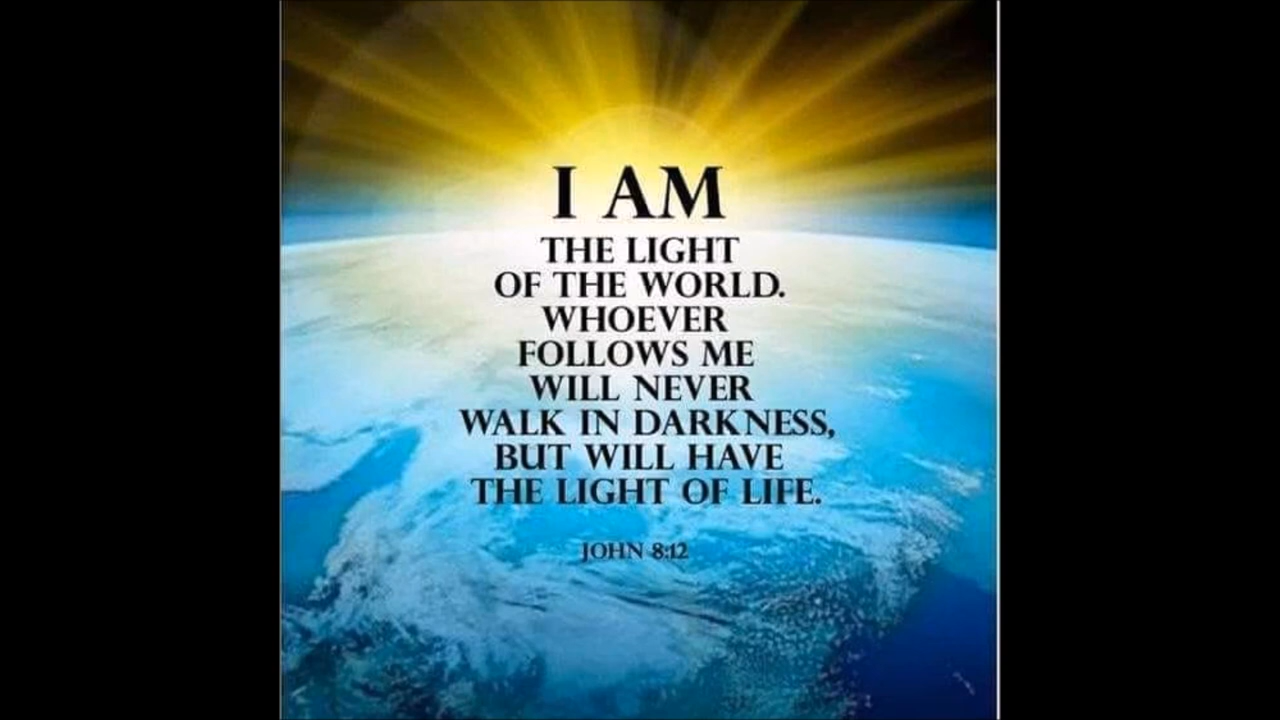 I AM
THE LIGHT
OF THE WORLD.
WHOEVER
FOLLOWS ME
WILL NEVER
WALK IN DARKNESS,
BUT WILL HAVE
THE LIGHT OF LIFE.
JOHN 8:12